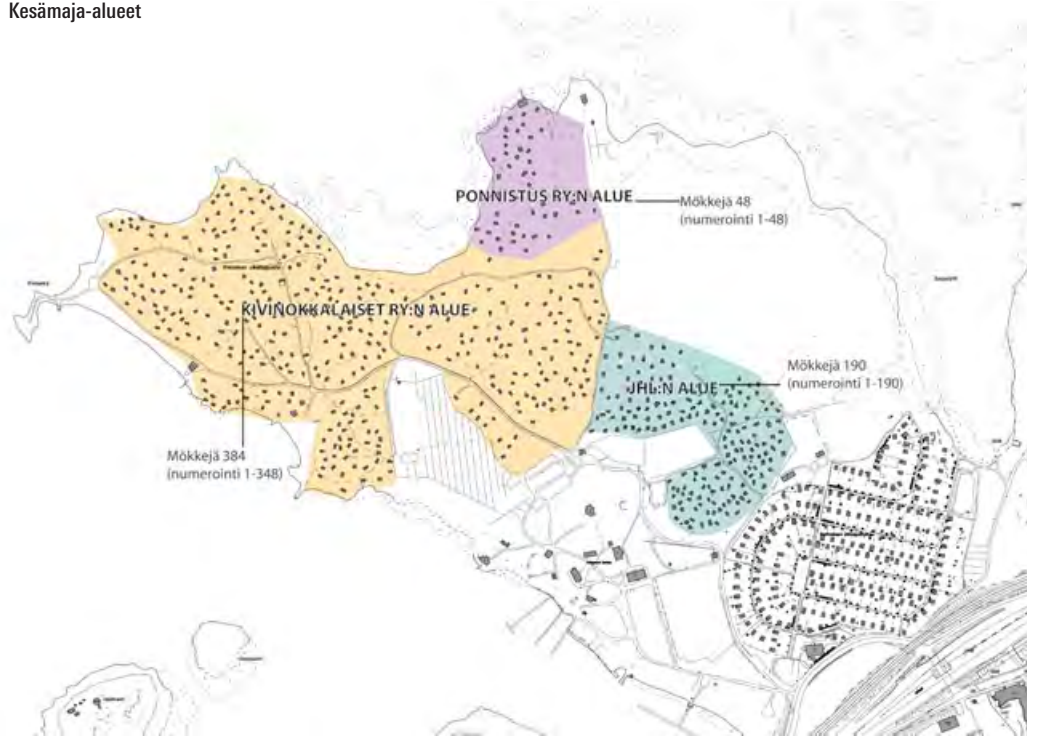 Kesämaja-alueet
PONNISTUS RY:N ALUE
Mökkejä 48
(numerointi 1-48)
KIVINOKKALAISET RY:N ALUE
Mökkejä 190
(numerointi 1-190)
JHL:N ALUE
Mökkejä 384
(numerointi 1-348)